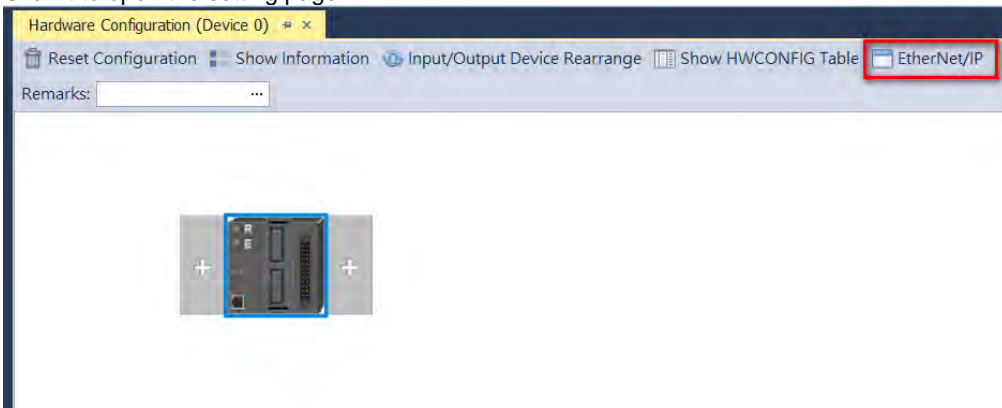 Hardware Configuration (Device 0)
Reset Configuration Show Information Input/Output Device Rearrange Show HWCONFIG Table EtherNet/IP
Remarks: ...
R
E